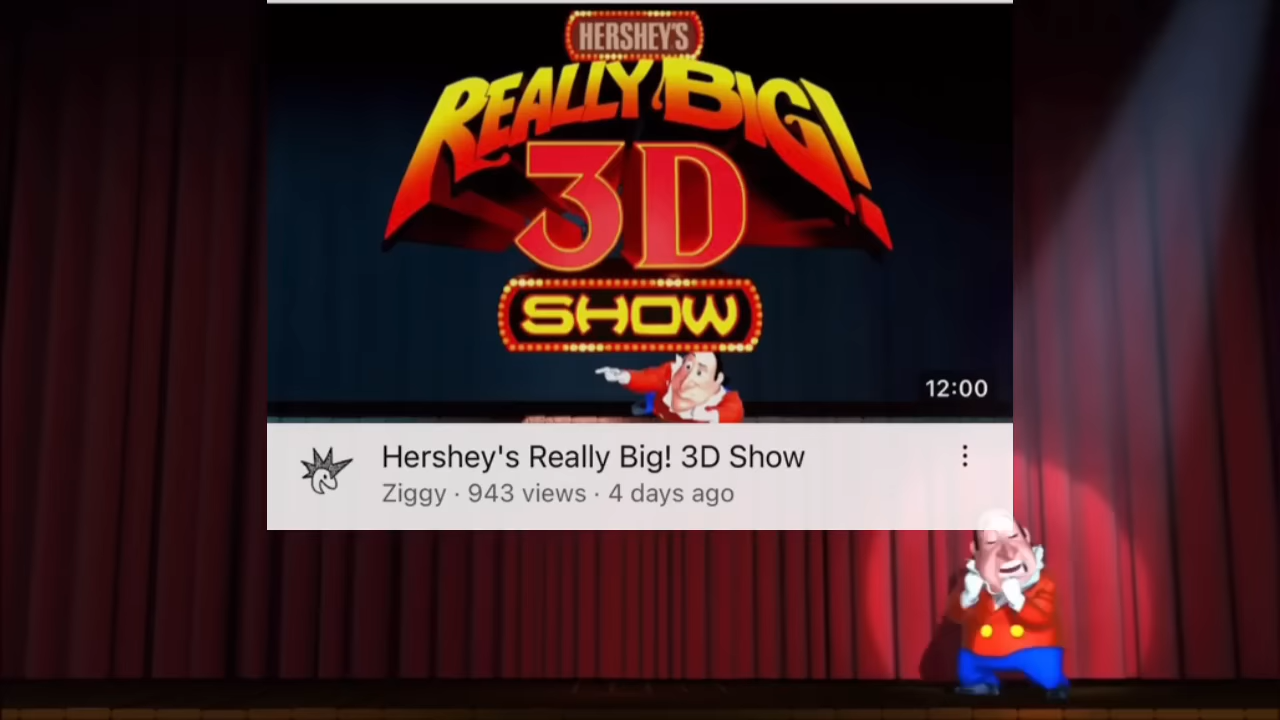 HERSHEY'S
REALLY BIG!
3D
SHOW
12:00
Hershey's Really Big! 3D Show
Ziggy · 943 views · 4 days ago